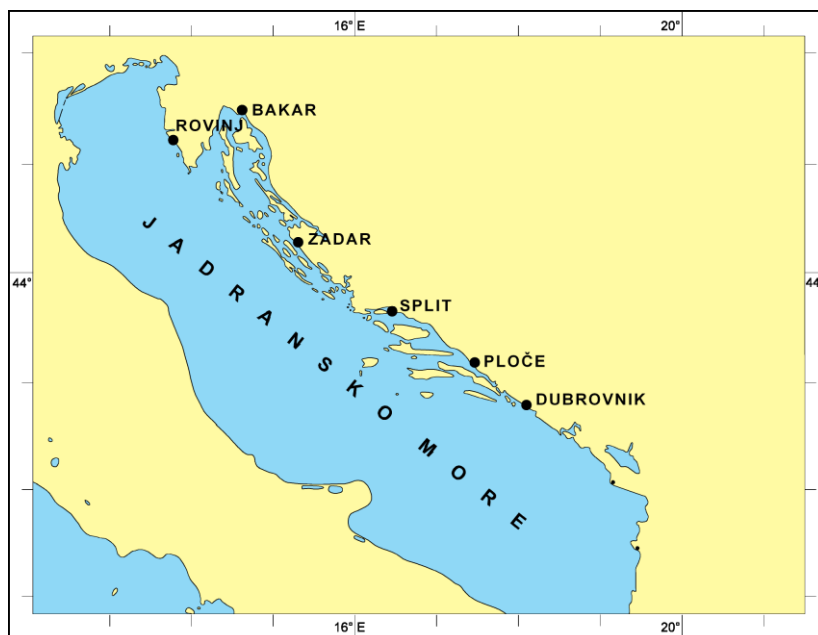 16° E 20°
BAKAR
ROVINJ
ZADAR
44° 44
SPLIT
PLOČE
DUBROVNIK
JADRANSKO MORE
16° E 20°